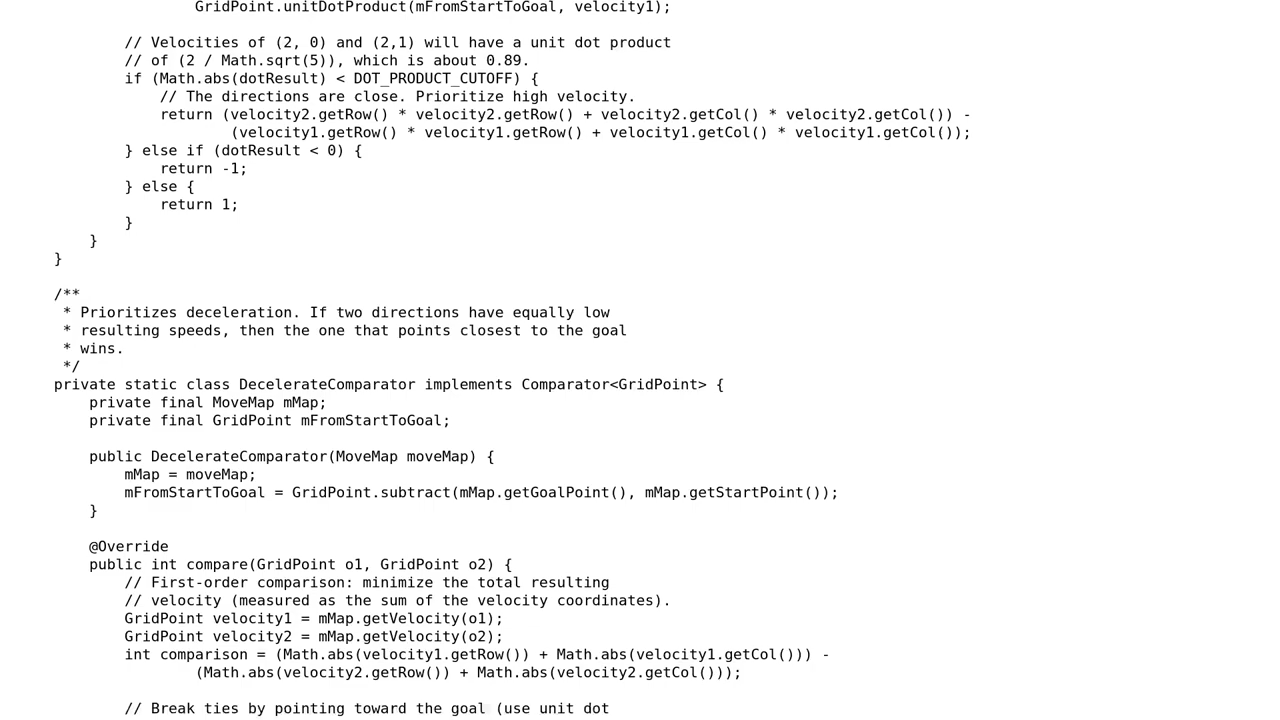 GridPoint.unitDotProduct(mFromStartToGoal, velocity1);
// Velocities of (2, 0) and (2,1) will have a unit dot product
// of (2 / Math.sqrt(5)), which is about 0.89.
if (Math.abs(dotResult) < DOT_PRODUCT_CUTOFF) {
// The directions are close. Prioritize high velocity.
return (velocity2.getRow() * velocity2.getRow() + velocity2.getCol() * velocity2.getCol()) -
(velocity1.getRow() * velocity1.getRow() + velocity1.getCol() * velocity1.getCol());
} else if (dotResult < 0) {
return -1;
} else {
return 1;
}
}
}
/**
* Prioritizes deceleration. If two directions have equally low
* resulting speeds, then the one that points closest to the goal
* wins.
*/
private static class DecelerateComparator implements Comparator<GridPoint> {
private final MoveMap mMap;
private final GridPoint mFromStartToGoal;
public DecelerateComparator(MoveMap moveMap) {
mMap = moveMap;
mFromStartToGoal = GridPoint.subtract(mMap.getGoalPoint(), mMap.getStartPoint());
}
@Override
public int compare(GridPoint o1, GridPoint o2) {
// First-order comparison: minimize the total resulting
// velocity (measured as the sum of the velocity coordinates).
GridPoint velocity1 = mMap.getVelocity(o1);
GridPoint velocity2 = mMap.getVelocity(o2);
int comparison = (Math.abs(velocity1.getRow()) + Math.abs(velocity1.getCol())) -
(Math.abs(velocity2.getRow()) + Math.abs(velocity2.getCol()));
// Break ties by pointing toward the goal (use unit dot